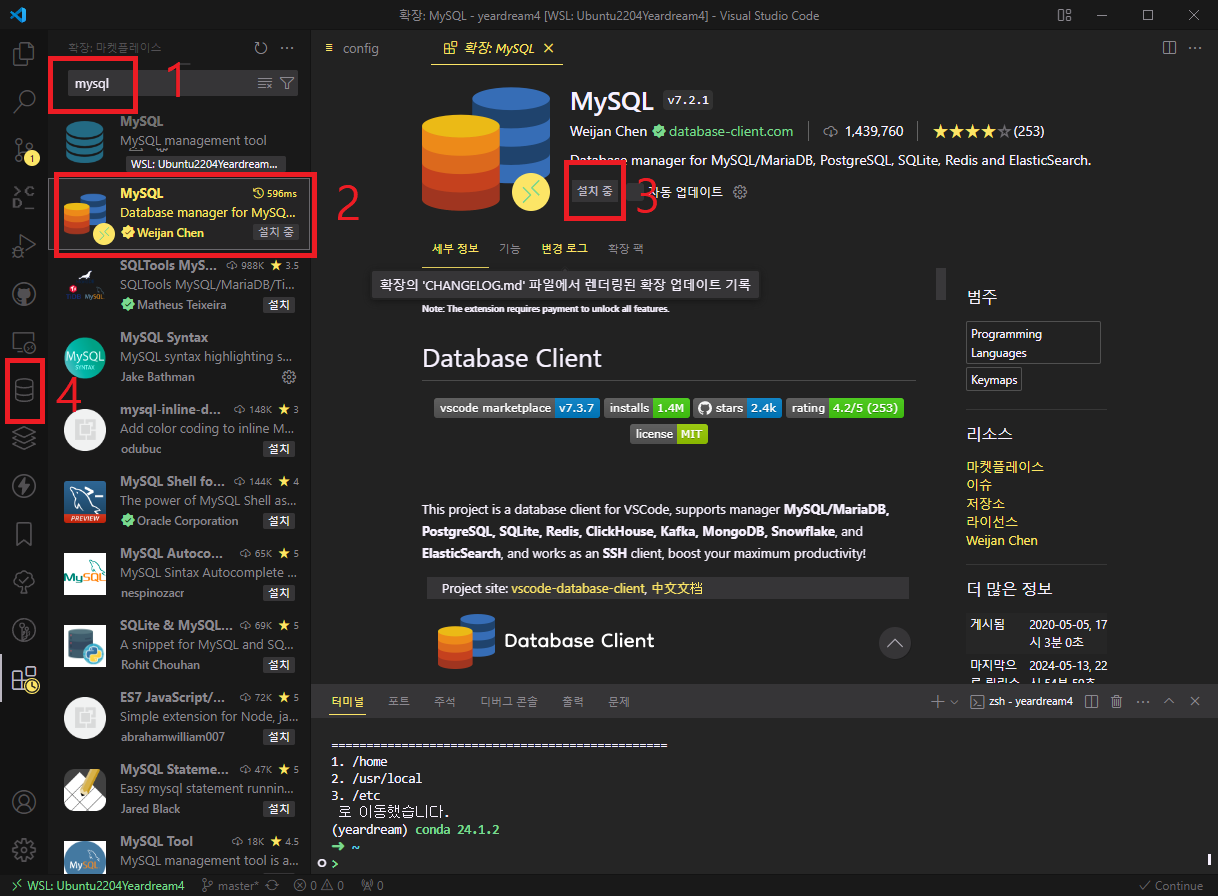 확장: MySQL - yeardream4 [WSL: Ubuntu2204Yeardream4] - Visual Studio Code
확장: 마켓플레이스
config
확장: MySQL
mysql
1
MySQL
MySQL management tool
WSL: Ubuntu2204Yeardream...
MySQL
596ms
Database manager for MySQ...
Weijan Chen
설치 중
2
SQLTools MyS...
988K
3.5
SQLTools MySQL/MariaDB/Ti...
Matheus Teixeira
설치
MySQL Syntax
MySQL syntax highlighting s...
Jake Bathman
MySQL
SYNTAX
4
mysql-inline-d...
148K
3
Add color coding to inline M...
odubuc
설치
MySQL Shell fo...
144K
4
The power of MySQL Shell as...
Oracle Corporation
설치
PREVIEW
MySQL Autoco...
65K
5
MySQL Sintax Autocomplete ...
nespinozacr
설치
MySQL
SQLite & MySQL...
69K
5
A snippet for MySQL and SQ...
Rohit Chouhan
설치
ES7 JavaScript/...
72K
5
Simple extension for Node, ja...
abrahamwilliam007
설치
MySQL Stateme...
47K
5
Easy mysql statement runnin...
Jared Black
설치
MySQL Tool
18K
4.5
MySQL management tool is a...
MySQL
1
MySQL
v7.2.1
Weijan Chen
database-client.com
1,439,760
(253)
Database manager for MySQL/MariaDB, PostgreSQL, SQLite, Redis and ElasticSearch.
설치 중
3
자동 업데이트
세부 정보
기능
변경 로그
확장 팩
확장의 'CHANGELOG.md' 파일에서 렌더링된 확장 업데이트 기록
Note: The extension requires payment to unlock all features.
Database Client
vscode marketplace v7.3.7
installs 1.4M
stars 2.4k
rating 4.2/5 (253)
license MIT
This project is a database client for VSCode, supports manager MySQL/MariaDB,
PostgreSQL, SQLite, Redis, ClickHouse, Kafka, MongoDB, Snowflake, and
ElasticSearch, and works as an SSH client, boost your maximum productivity!
Project site: vscode-database-client, 中文文档
Database Client
범주
Programming
Languages
Keymaps
리소스
마켓플레이스
이슈
저장소
라이선스
Weijan Chen
더 많은 정보
게시됨
2020-05-05, 17
시 3분 0초
마지막으
2024-05-13, 22
터미널
포트
주석
디버그 콘솔
출력
문제
zsh - yeardream4
================================================
1. /home
2. /usr/local
3. /etc
로 이동했습니다.
(yeardream) conda 24.1.2
➜ ~
>
WSL: Ubuntu2204Yeardream4
master*
0
0
0
Continue